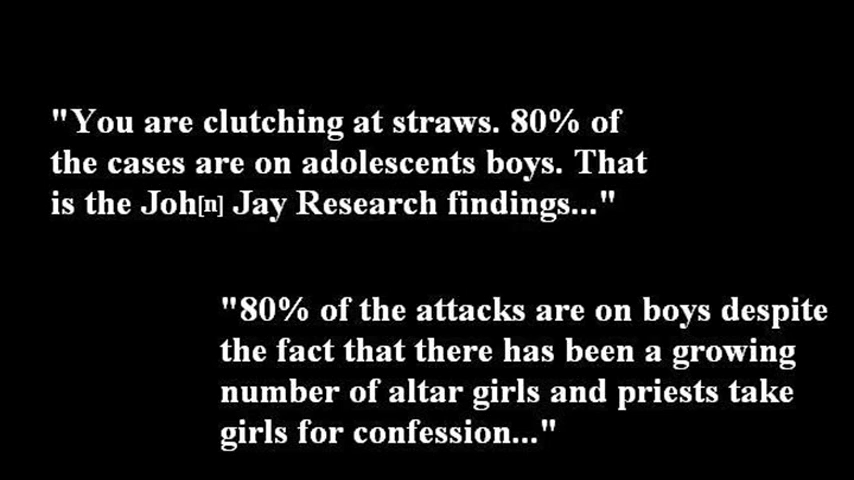 "You are clutching at straws. 80% of
the cases are on adolescents boys. That
is the Joh[n] Jay Research findings..."
"80% of the attacks are on boys despite
the fact that there has been a growing
number of altar girls and priests take
girls for confession..."